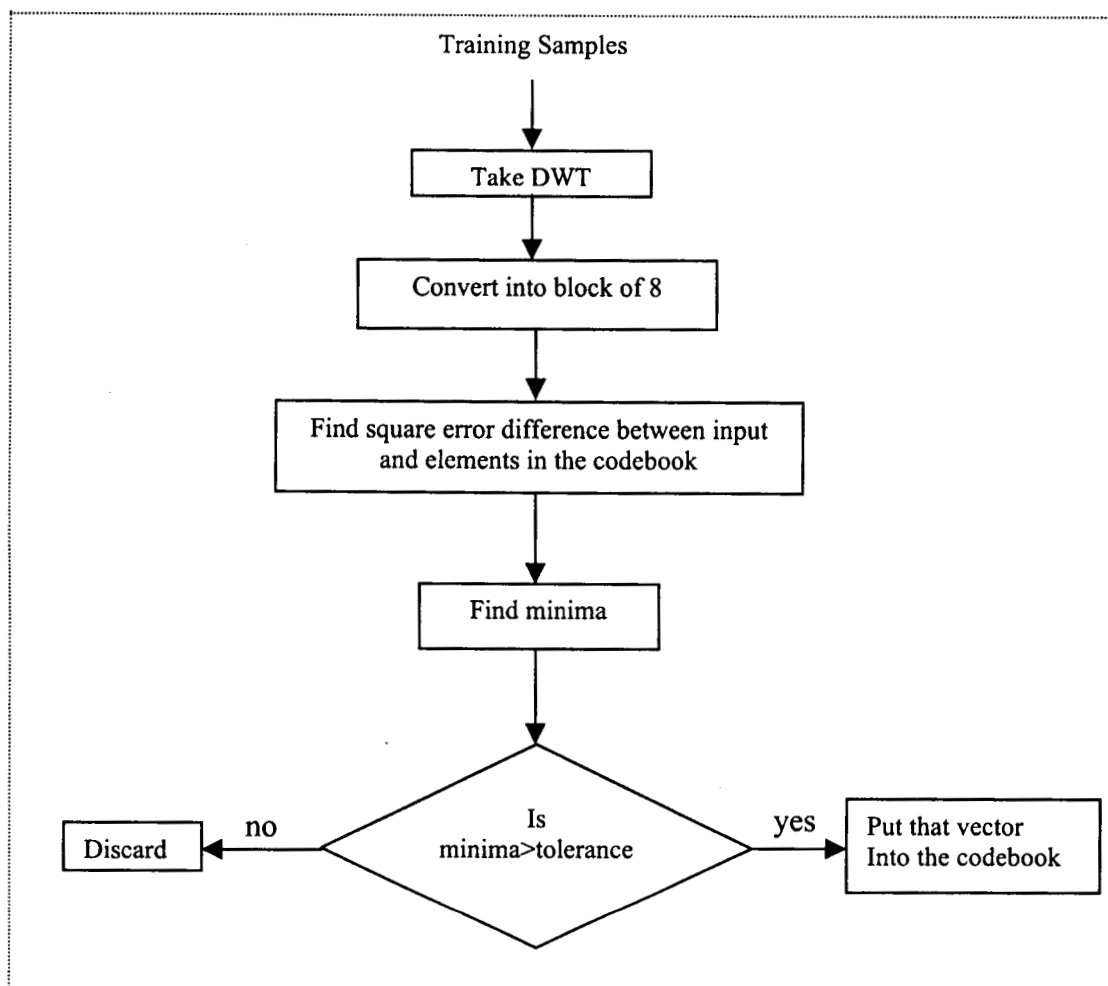 Training Samples
Take DWT
Convert into block of 8
Find square error difference between input
and elements in the codebook
Find minima
Is
minima>tolerance
no
Discard
yes
Put that vector
Into the codebook